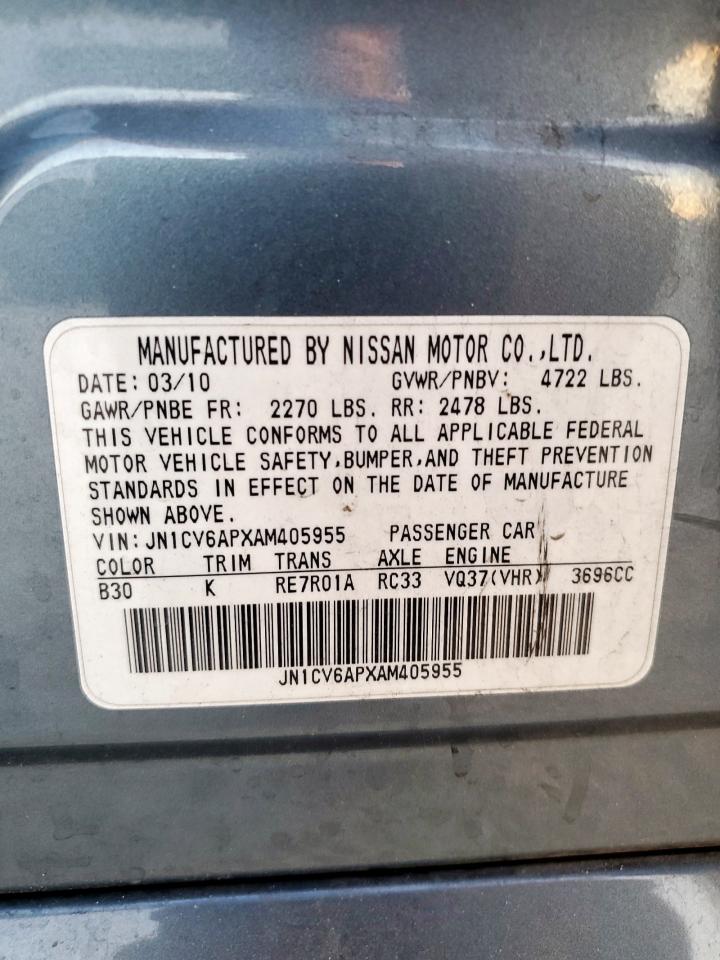 MANUFACTURED BY NISSAN MOTOR CO.,LTD.
DATE: 03/10 GVWR/PNBV: 4722 LBS.
GAWR/PNBE FR: 2270 LBS. RR: 2478 LBS.
THIS VEHICLE CONFORMS TO ALL APPLICABLE FEDERAL
MOTOR VEHICLE SAFETY,BUMPER,AND THEFT PREVENTION
STANDARDS IN EFFECT ON THE DATE OF MANUFACTURE
SHOWN ABOVE.
VIN: JN1CV6APXAM405955 PASSENGER CAR
COLOR TRIM TRANS AXLE ENGINE
B30 K RE7R01A RC33 VQ37(VHR) 3696CC
JN1CV6APXAM405955